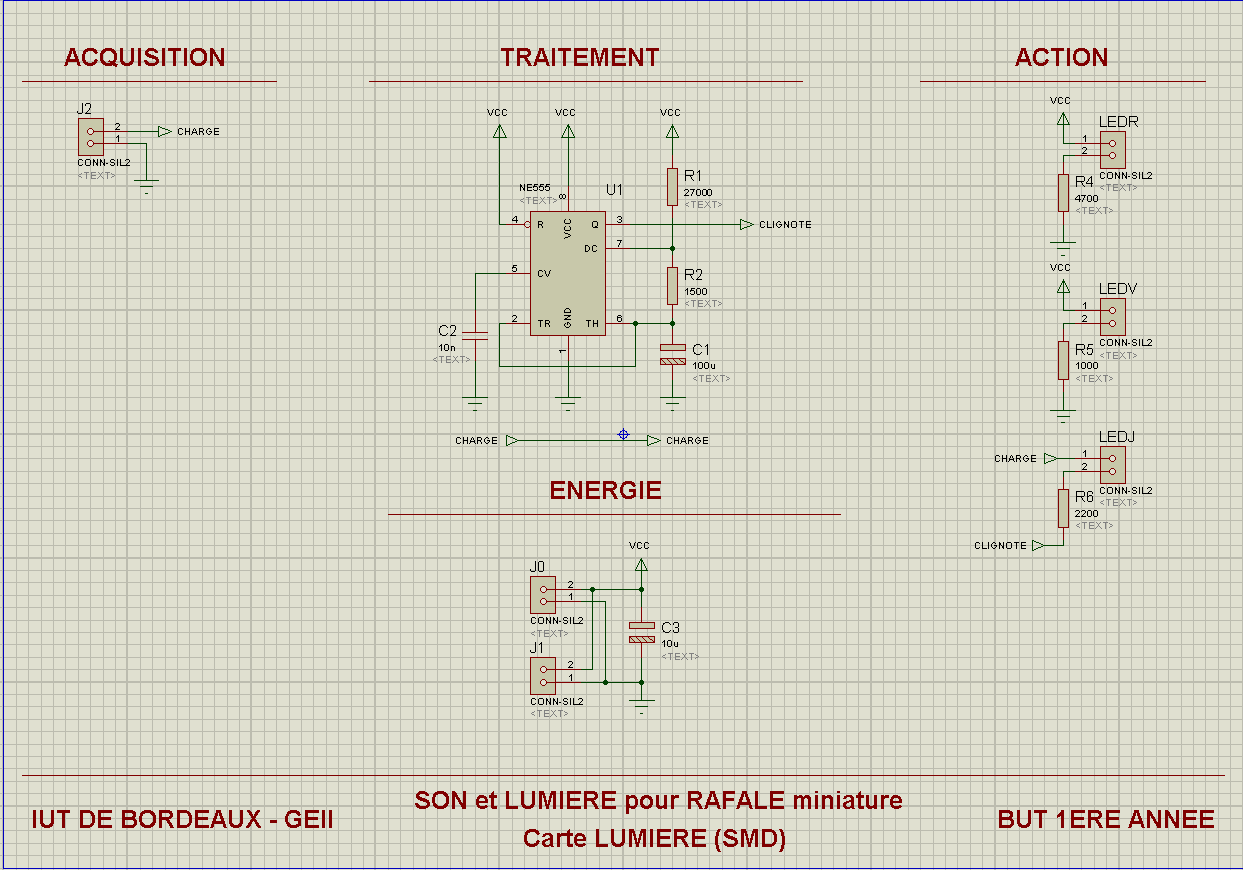 ACQUISITION
TRAITEMENT
ACTION
J2
2
CHARGE
1
CONN-SIL2
<TEXT>
VCC
VCC
VCC
NE555
<TEXT>
U1
8
4
R
VCC
Q
3
CLIGNOTE
DC
7
5
CV
2
TR
GND
TH
6
1
R1
27000
<TEXT>
R2
1500
<TEXT>
C2
10n
<TEXT>
C1
100u
<TEXT>
CHARGE
CHARGE
VCC
LEDR
1
2
CONN-SIL2
<TEXT>
R4
4700
<TEXT>
VCC
LEDV
1
2
CONN-SIL2
<TEXT>
R5
1000
<TEXT>
LEDJ
CHARGE
1
2
CONN-SIL2
<TEXT>
R6
2200
<TEXT>
CLIGNOTE
ENERGIE
VCC
J0
2
1
CONN-SIL2
<TEXT>
J1
2
1
CONN-SIL2
<TEXT>
C3
10u
<TEXT>
IUT DE BORDEAUX - GEII
SON et LUMIERE pour RAFALE miniature
Carte LUMIERE (SMD)
BUT 1ERE ANNEE